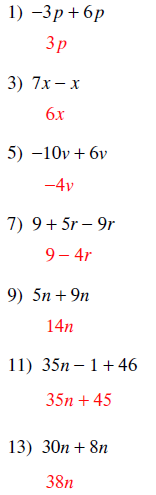 1) −3p + 6p
3p
3) 7x − x
6x
5) −10v + 6v
−4v
7) 9 + 5r − 9r
9 − 4r
9) 5n + 9n
14n
11) 35n − 1 + 46
35n + 45
13) 30n + 8n
38n